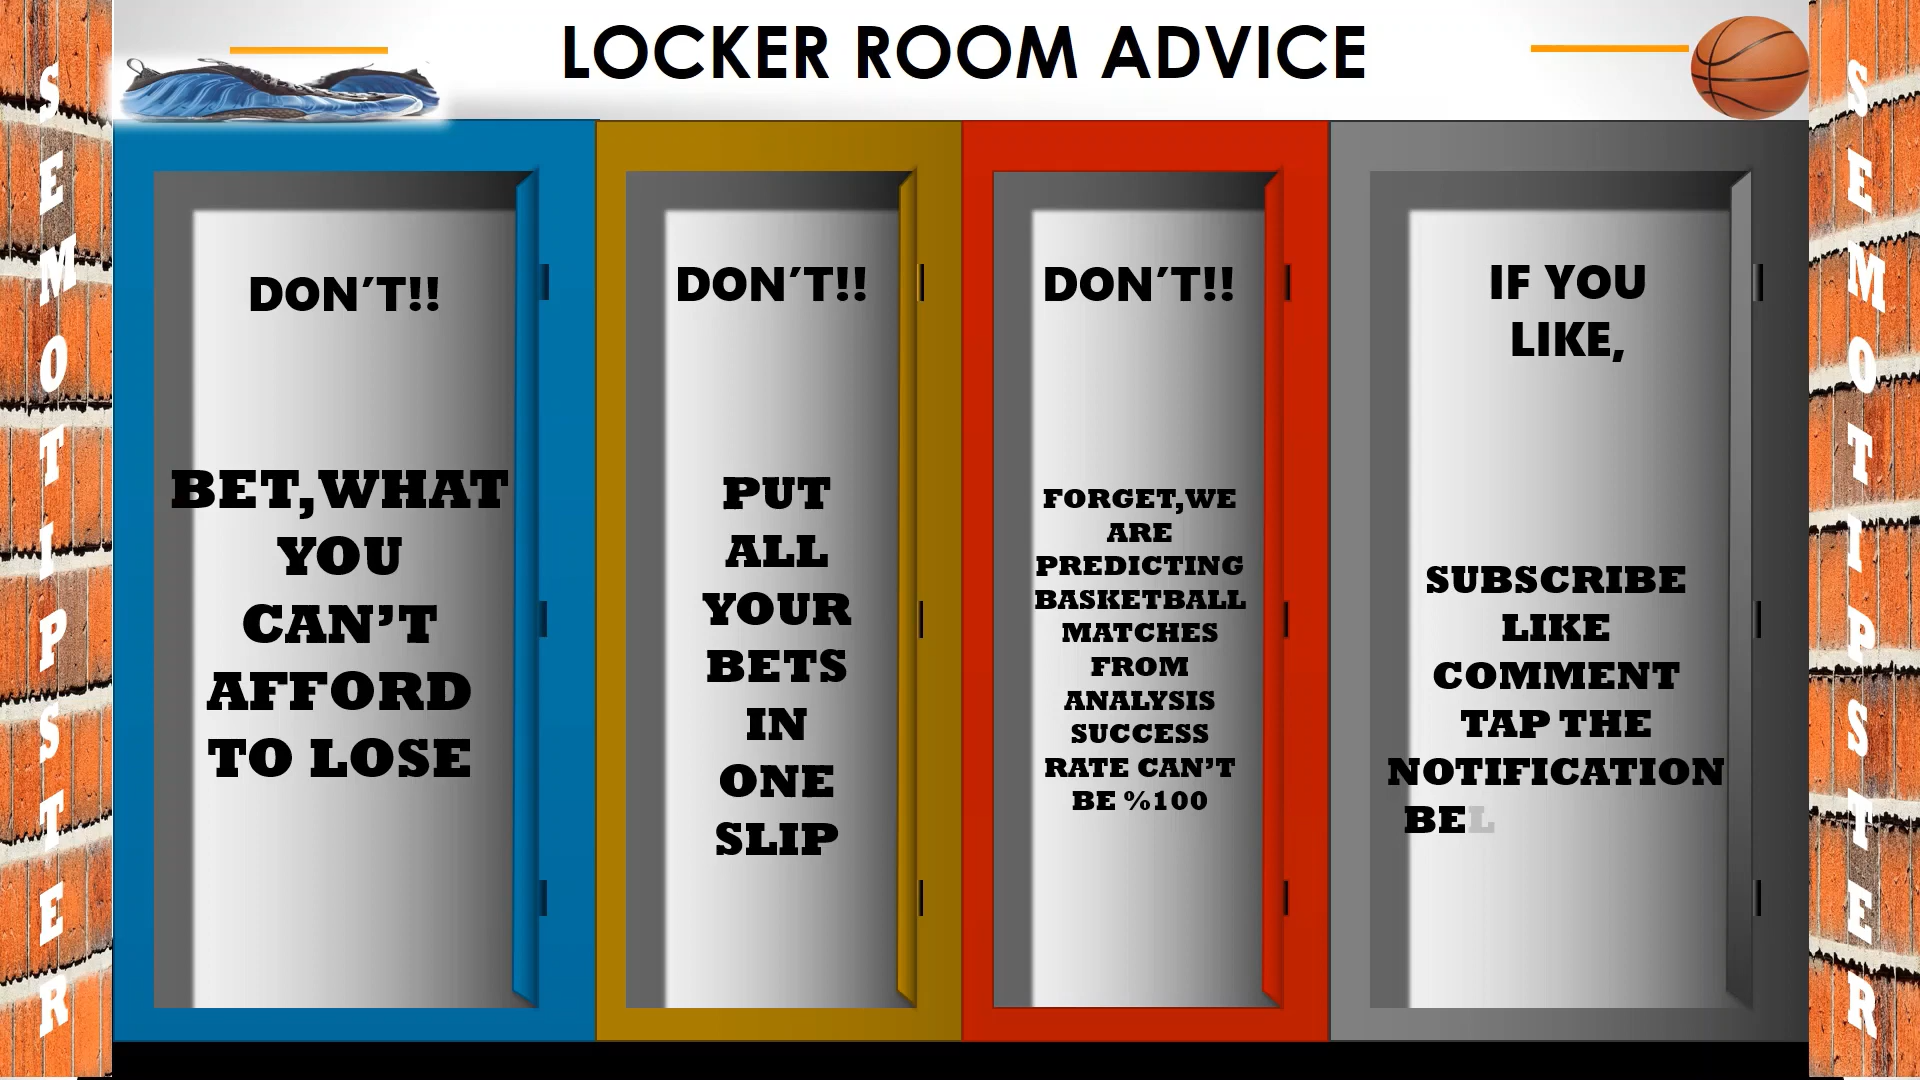 LOCKER ROOM ADVICE
SEMOTIPSTER
DON'T!!
BET,WHAT
YOU
CAN'T
AFFORD
TO LOSE
DON'T!!
PUT
ALL
YOUR
BETS
IN
ONE
SLIP
DON'T!!
FORGET,WE
ARE
PREDICTING
BASKETBALL
MATCHES
FROM
ANALYSIS
SUCCESS
RATE CAN'T
BE %100
IF YOU
LIKE,
SUBSCRIBE
LIKE
COMMENT
TAP THE
NOTIFICATION
BEL
SEMOTIPSTER